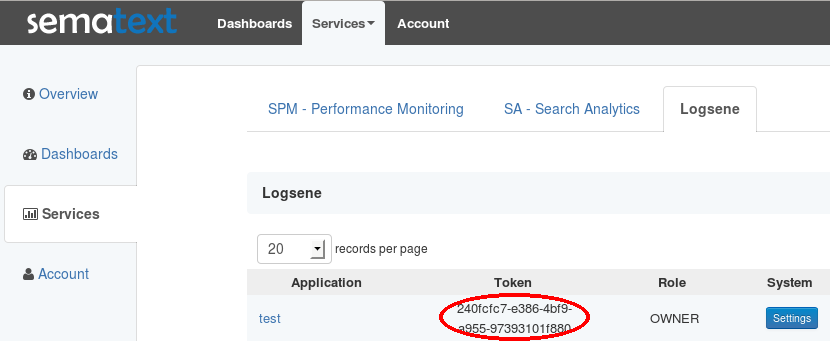 sematext
Dashboards Services Account
Overview
Dashboards
Services
Account
SPM - Performance Monitoring SA - Search Analytics Logsene
Logsene
20 records per page
Application Token Role System
test 240fcfc7-e386-4bf9-
a955-97393101f880 OWNER Settings